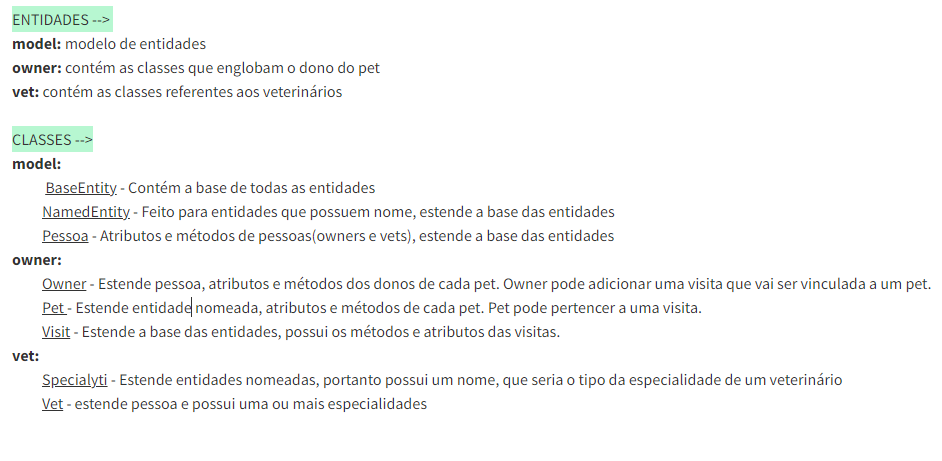 ENTIDADES -->
model: modelo de entidades
owner: contém as classes que englobam o dono do pet
vet: contém as classes referentes aos veterinários
CLASSES -->
model:
BaseEntity - Contém a base de todas as entidades
NamedEntity - Feito para entidades que possuem nome, estende a base das entidades
Pessoa - Atributos e métodos de pessoas(owners e vets), estende a base das entidades
owner:
Owner - Estende pessoa, atributos e métodos dos donos de cada pet. Owner pode adicionar uma visita que vai ser vinculada a um pet.
Pet - Estende entidade nomeada, atributos e métodos de cada pet. Pet pode pertencer a uma visita.
Visit - Estende a base das entidades, possui os métodos e atributos das visitas.
vet:
Specialyti - Estende entidades nomeadas, portanto possui um nome, que seria o tipo da especialidade de um veterinário
Vet - estende pessoa e possui uma ou mais especialidades